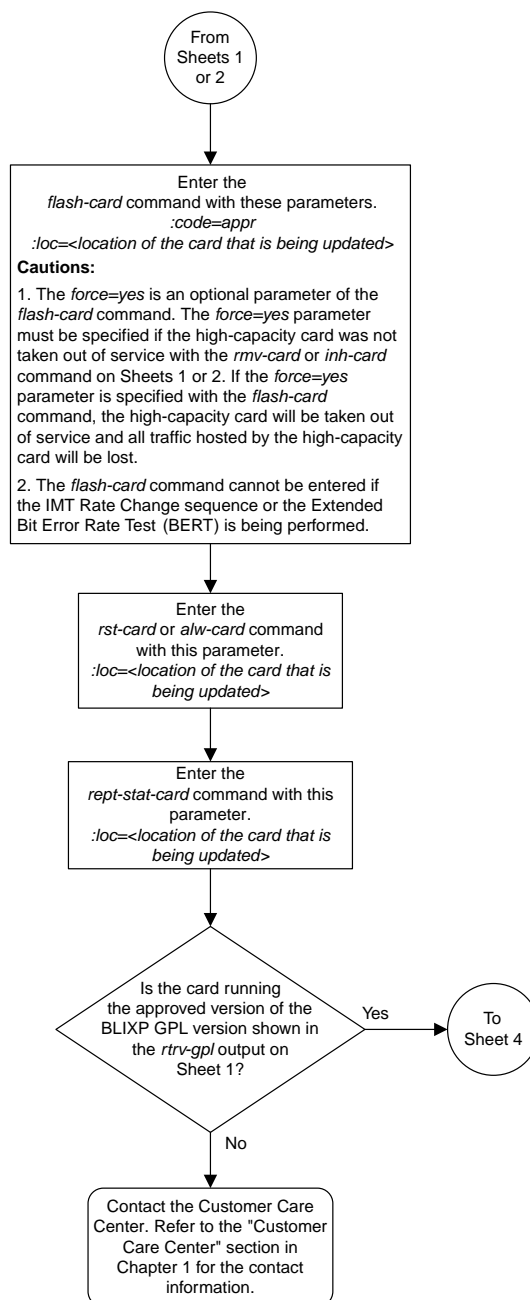 From
Sheets 1
or 2
Enter the
flash-card command with these parameters.
:code=appr
:loc=<location of the card that is being updated>
Cautions:
1. The force=yes is an optional parameter of the
flash-card command. The force=yes parameter
must be specified if the high-capacity card was not
taken out of service with the rmv-card or inh-card
command on Sheets 1 or 2. If the force=yes
parameter is specified with the flash-card
command, the high-capacity card will be taken out
of service and all traffic hosted by the high-capacity
card will be lost.
2. The flash-card command cannot be entered if
the IMT Rate Change sequence or the Extended
Bit Error Rate Test (BERT) is being performed.
Enter the
rst-card or alw-card command
with this parameter.
:loc=<location of the card that is
being updated>
Enter the
rept-stat-card command with this
parameter.
:loc=<location of the card that is
being updated>
Is the card running
the approved version of the
BLIXP GPL version shown in
the rtrv-gpl output on
Sheet 1?
Yes
To
Sheet 4
No
Contact the Customer Care
Center. Refer to the "Customer
Care Center" section in
Chapter 1 for the contact
information.